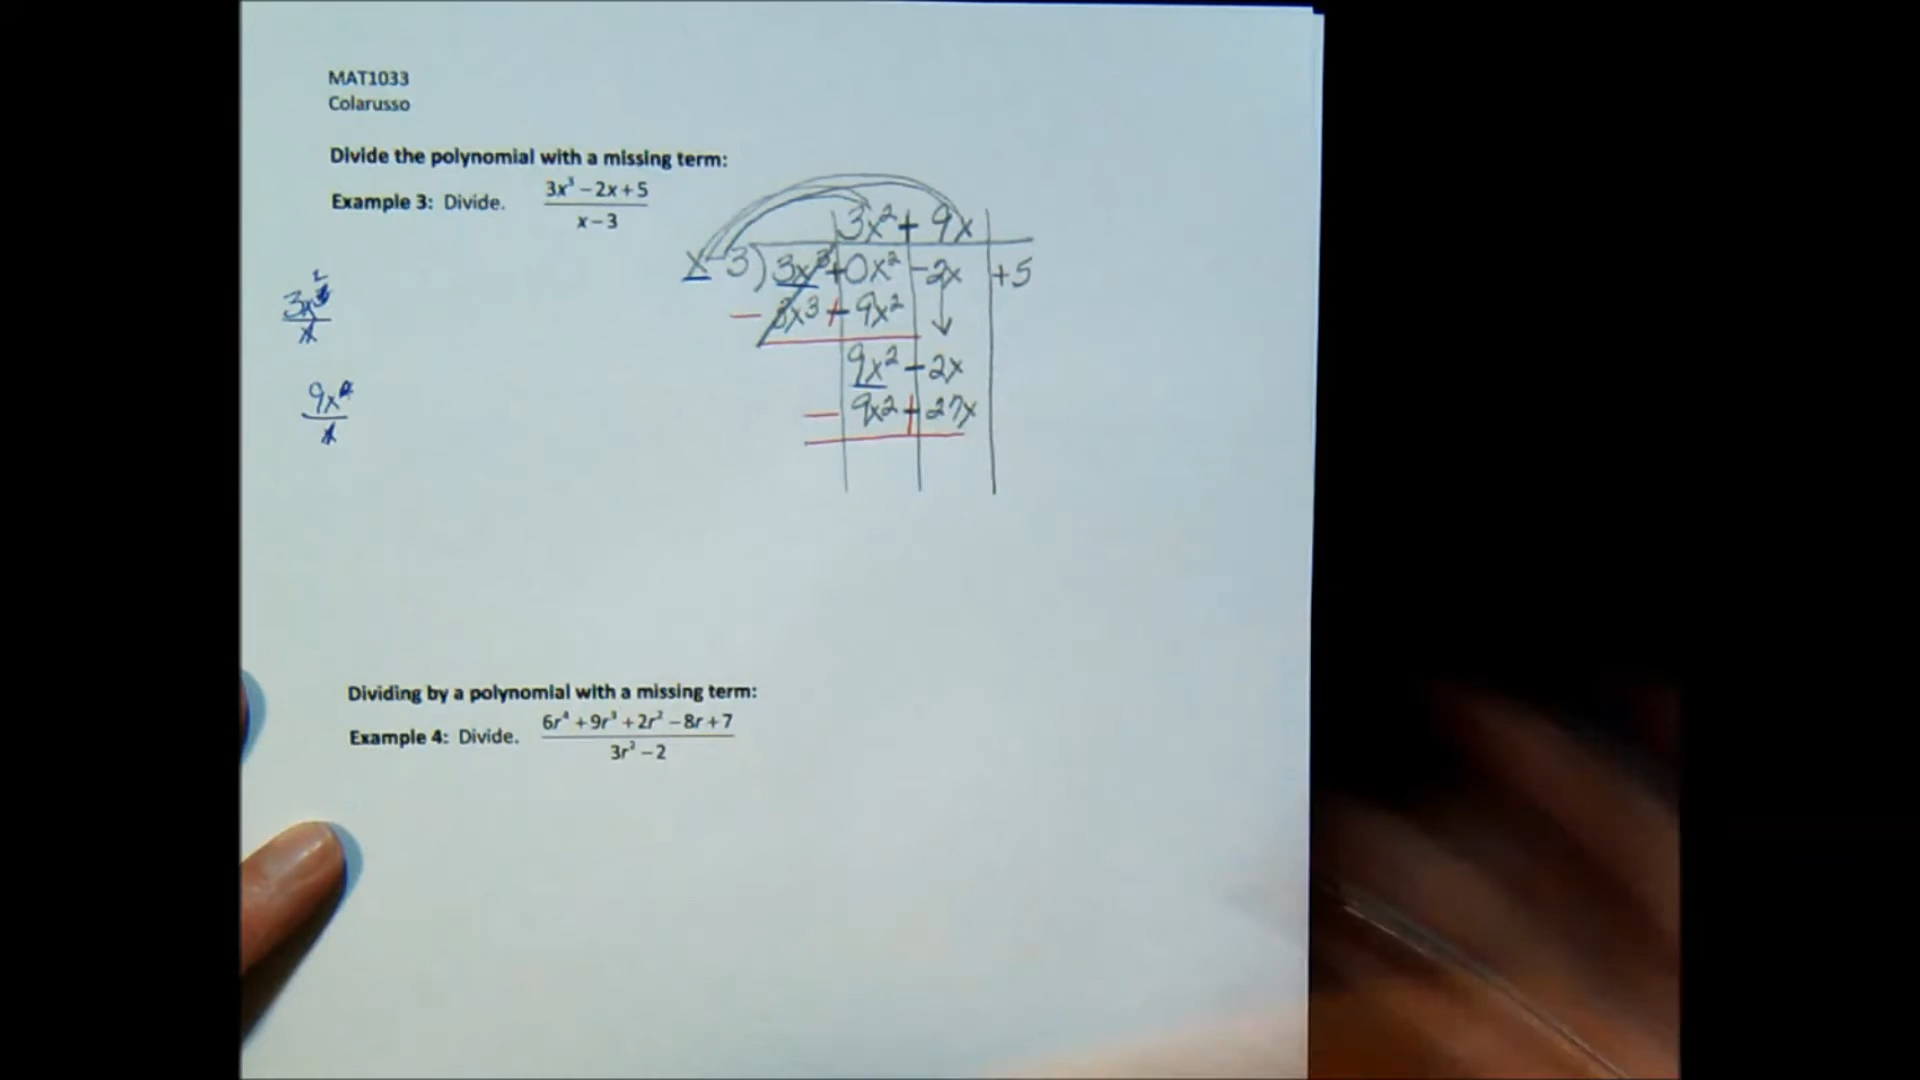 MAT1033
Colarusso
Divide the polynomial with a missing term:
Example 3: Divide. (3x³ − 2x + 5)/(x − 3)
3x² + 9x
x - 3 ) 3x³ + 0x² - 2x + 5
- 3x³ + 9x²
9x² - 2x
- 9x² + 27x
3x³/x
9x²/x
Dividing by a polynomial with a missing term:
Example 4: Divide. (6r⁴ + 9r³ + 2r² − 8r + 7)/(3r² − 2)